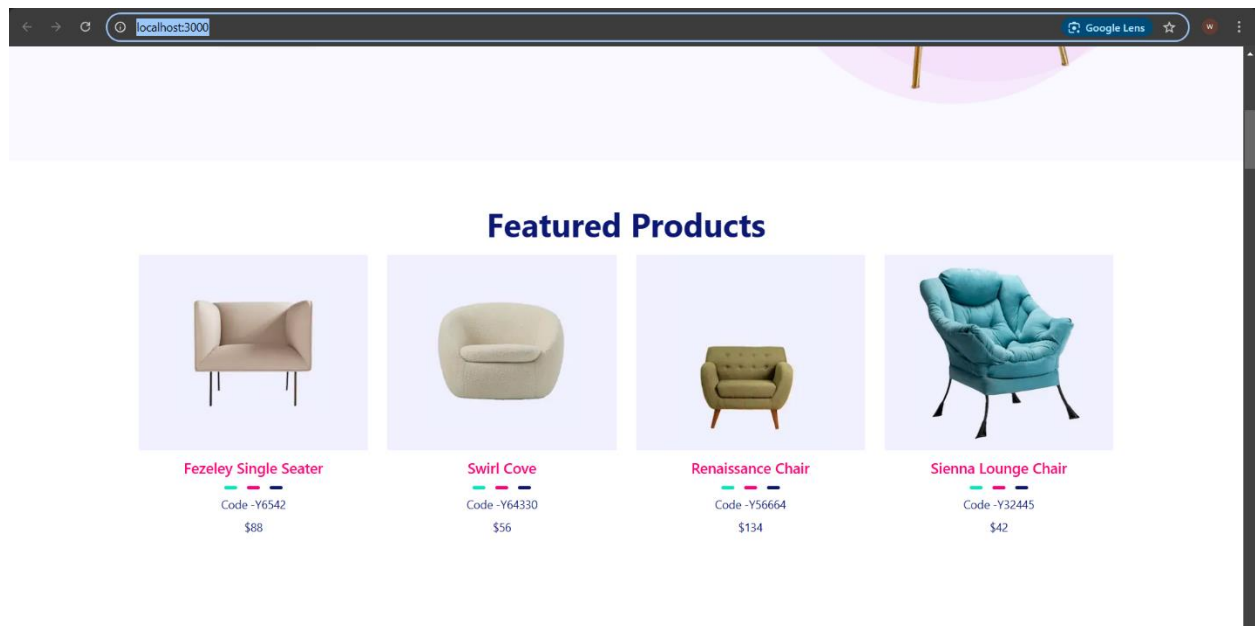 localhost:3000
Google Lens
W
Featured Products
Fezeley Single Seater
Code -Y6542
$88
Swirl Cove
Code -Y64330
$56
Renaissance Chair
Code -Y56664
$134
Sienna Lounge Chair
Code -Y32445
$42